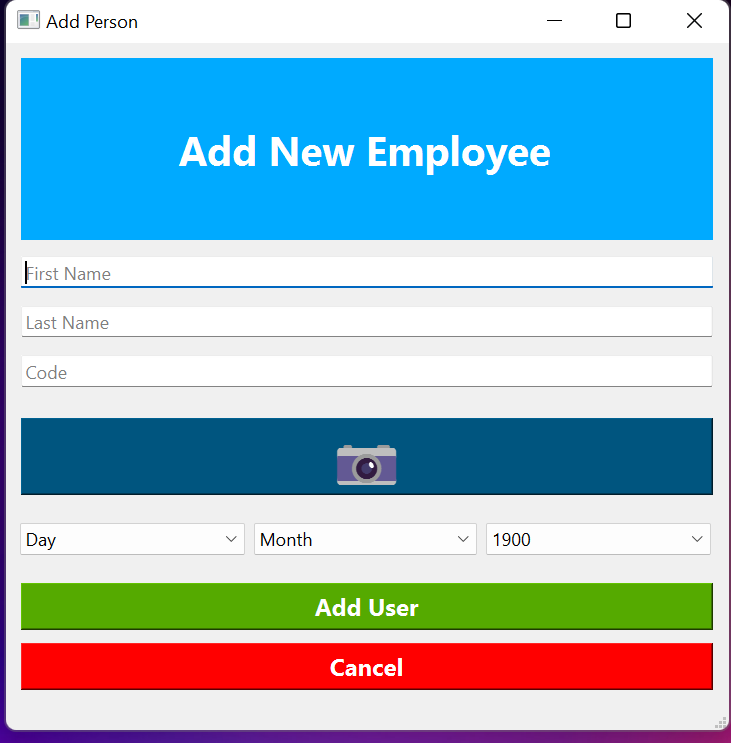 Add Person
Add New Employee
First Name
Last Name
Code
Day Month 1900
Add User
Cancel